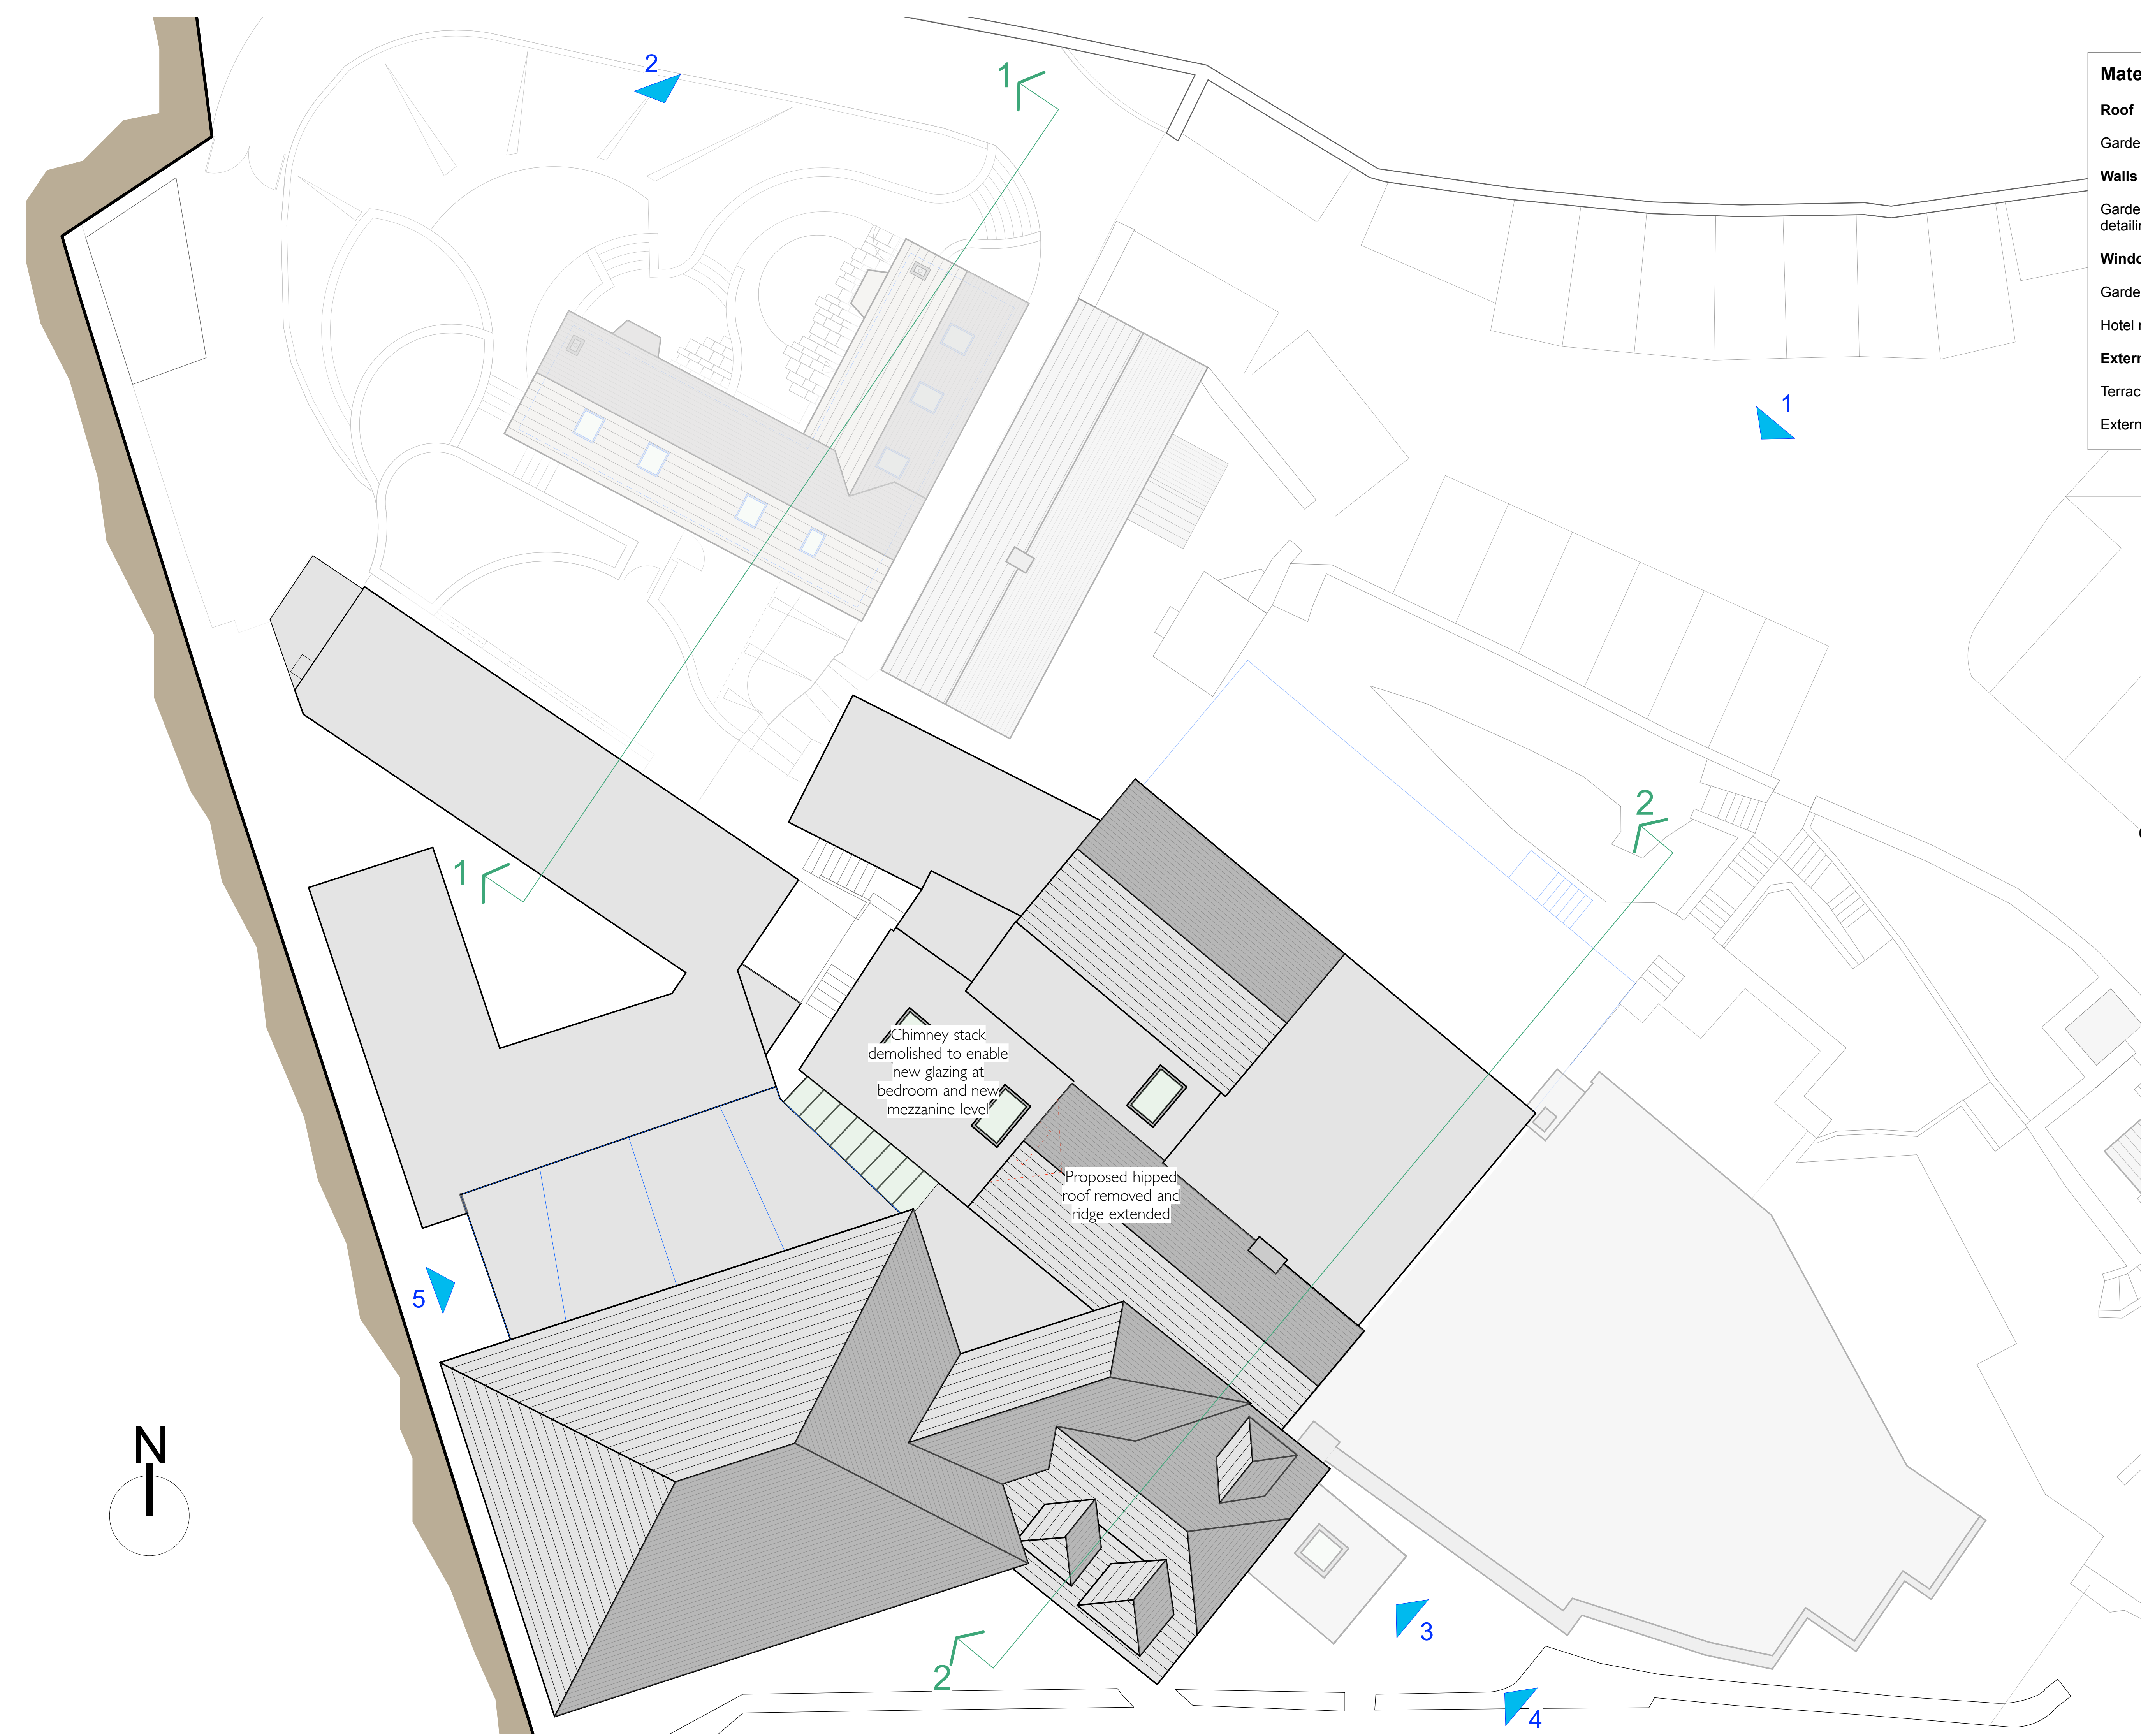 2
1
Mate
Roof
Garde
Walls
Garde
detailin
Windo
Garde
Hotel r
Extern
Terrac
Extern
1
2
1
Chimney stack
demolished to enable
new glazing at
bedroom and new
mezzanine level
Proposed hipped
roof removed and
ridge extended
5
N
3
2
4